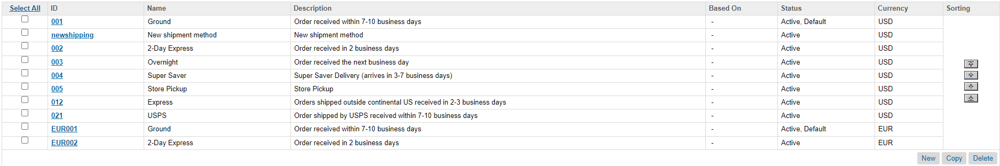 Select All ID Name Description Based On Status Currency Sorting
001 Ground Order received within 7-10 business days - Active, Default USD
newshipping New shipment method New shipment method - Active USD
002 2-Day Express Order received in 2 business days - Active USD
003 Overnight Order received the next business day - Active USD
004 Super Saver Super Saver Delivery (arrives in 3-7 business days) - Active USD
005 Store Pickup Store Pickup - Active USD
012 Express Orders shipped outside continental US received in 2-3 business days - Active USD
021 USPS Order shipped by USPS received within 7-10 business days - Active USD
EUR001 Ground Order received within 7-10 business days - Active, Default EUR
EUR002 2-Day Express Order received in 2 business days - Active EUR
New Copy Delete